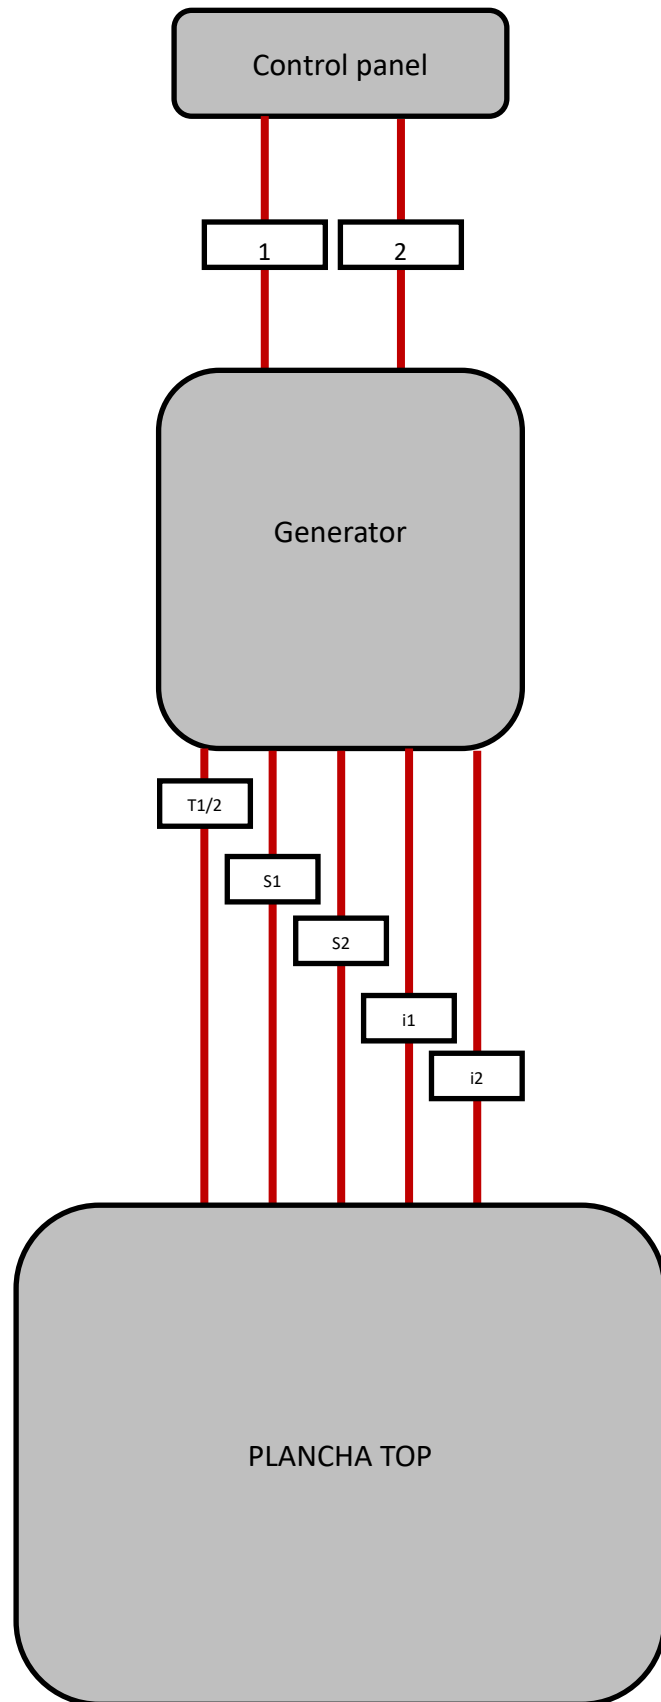 Control panel
1
2
Generator
T1/2
S1
S2
i1
i2
PLANCHA TOP